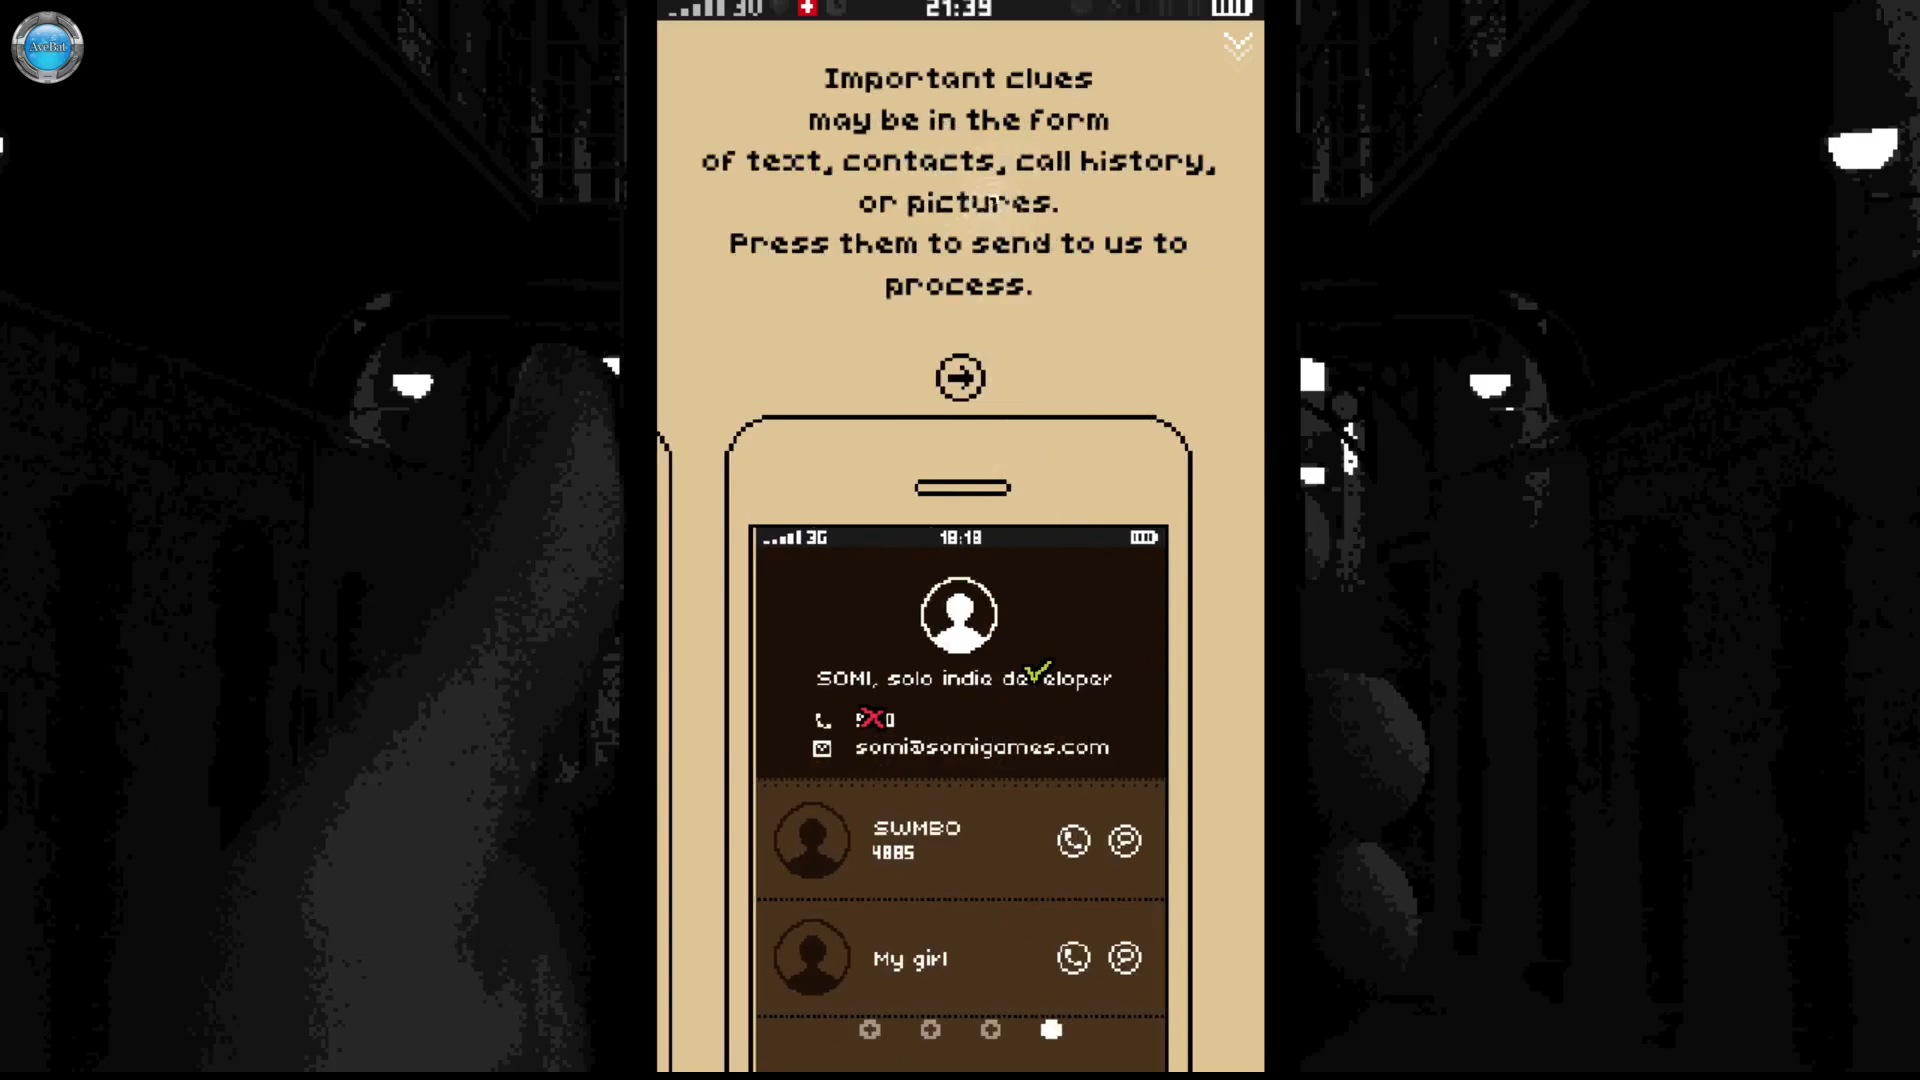 AveBat
3G
21:39
Important clues
may be in the form
of text, contacts, call history,
or pictures.
Press them to send to us to
process.
3G 18:18
SOMI, solo indie developer
somi@somigames.com
SWMBO
4885
My girl